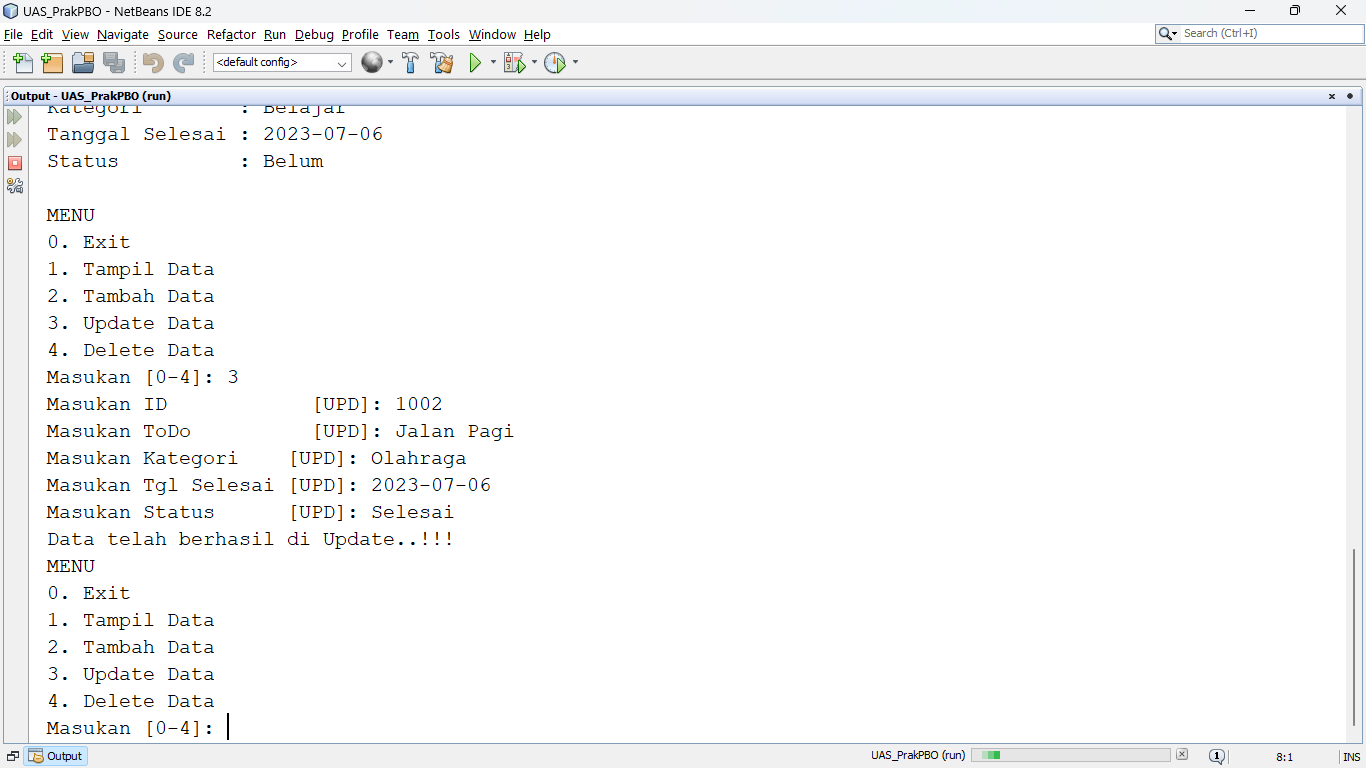 UAS_PrakPBO - NetBeans IDE 8.2
File Edit View Navigate Source Refactor Run Debug Profile Team Tools Window Help
Search (Ctrl+I)
<default config>
Output - UAS_PrakPBO (run)
Kategori : Belajar
Tanggal Selesai : 2023-07-06
Status : Belum
MENU
0. Exit
1. Tampil Data
2. Tambah Data
3. Update Data
4. Delete Data
Masukan [0-4]: 3
Masukan ID [UPD]: 1002
Masukan ToDo [UPD]: Jalan Pagi
Masukan Kategori [UPD]: Olahraga
Masukan Tgl Selesai [UPD]: 2023-07-06
Masukan Status [UPD]: Selesai
Data telah berhasil di Update..!!!
MENU
0. Exit
1. Tampil Data
2. Tambah Data
3. Update Data
4. Delete Data
Masukan [0-4]:
Output
UAS_PrakPBO (run)
1
8:1
INS